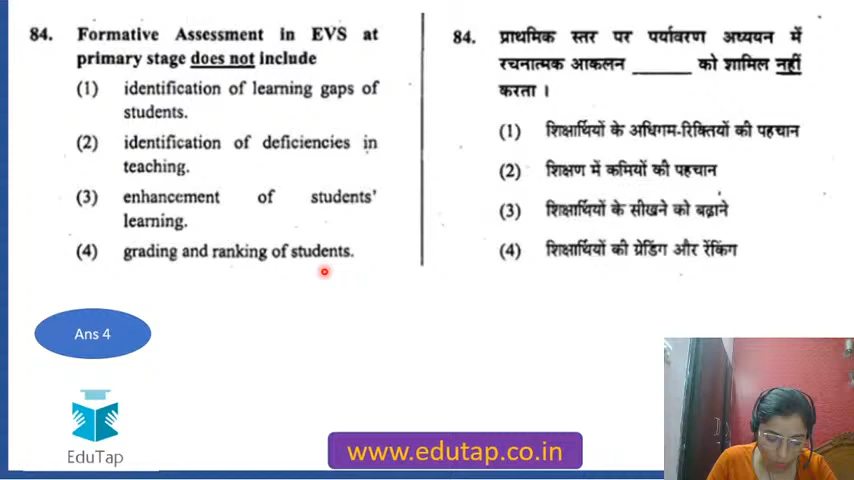 84. Formative Assessment in EVS at
primary stage does not include
(1) identification of learning gaps of
students.
(2) identification of deficiencies in
teaching.
(3) enhancement of students'
learning.
(4) grading and ranking of students.
84. प्राथमिक स्तर पर पर्यावरण अध्ययन में
रचनात्मक आकलन ______ को शामिल नहीं
करता ।
(1) शिक्षार्थियों के अधिगम-रिक्तियों की पहचान
(2) शिक्षण में कमियों की पहचान
(3) शिक्षार्थियों के सीखने को बढ़ाने
(4) शिक्षार्थियों की ग्रेडिंग और रेंकिंग
Ans 4
EduTap
www.edutap.co.in